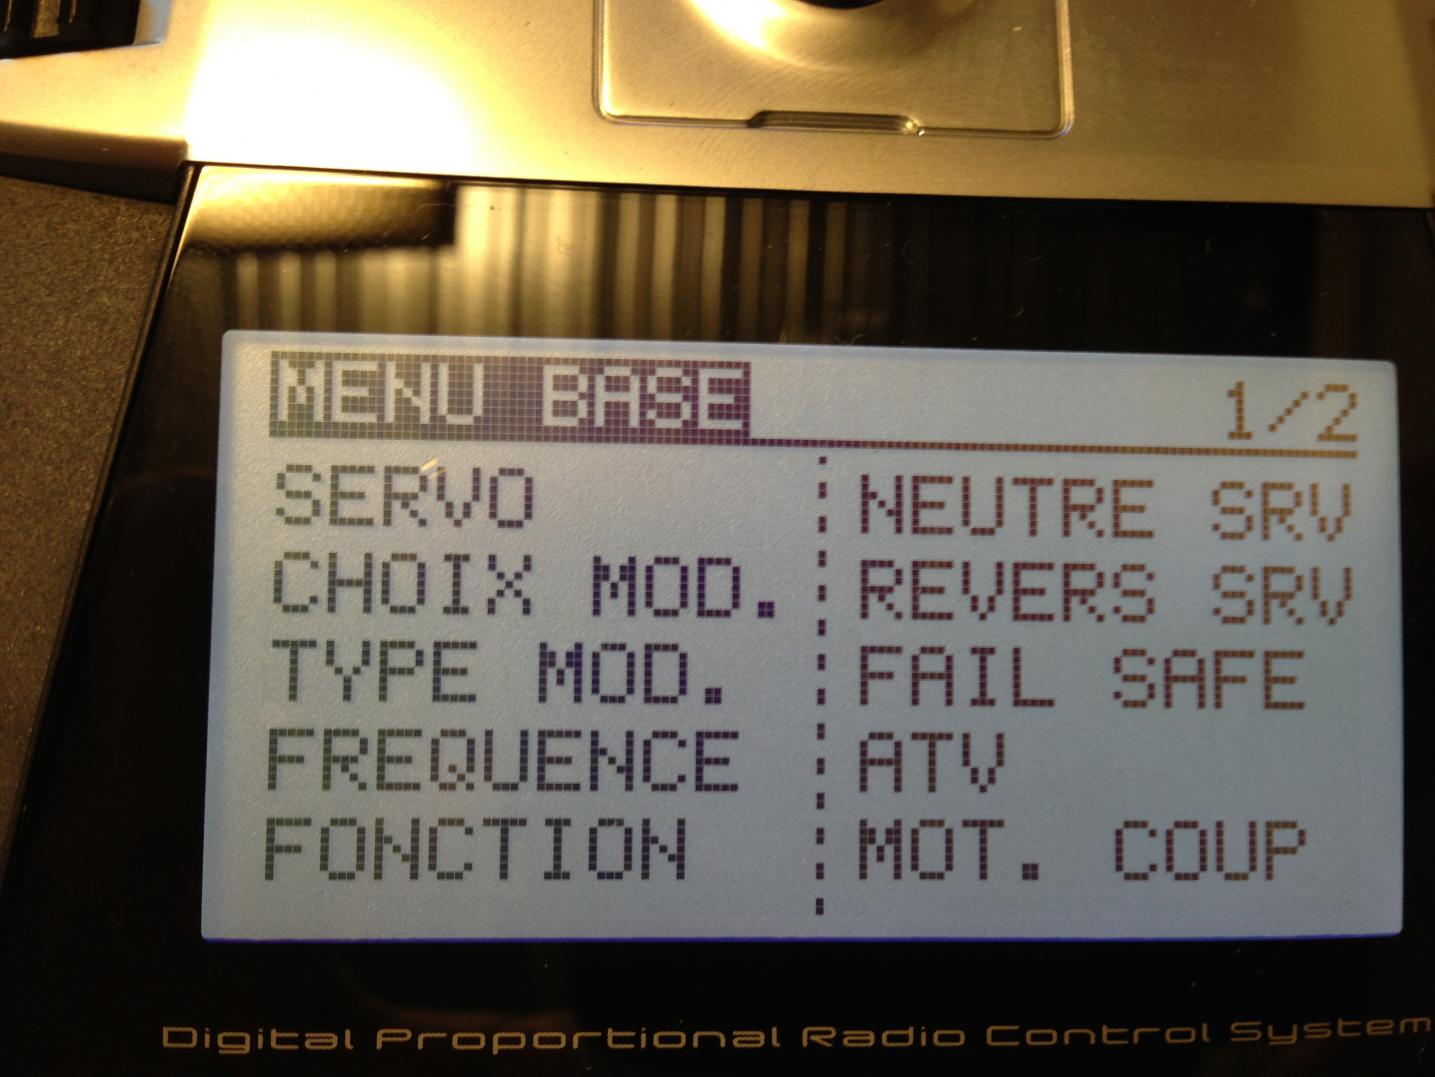 MENU BASE 1/2
SERVO NEUTRE SRV
CHOIX MOD. REVERS SRV
TYPE MOD. FAIL SAFE
FREQUENCE ATV
FONCTION MOT. COUP
Digital Proportional Radio Control System